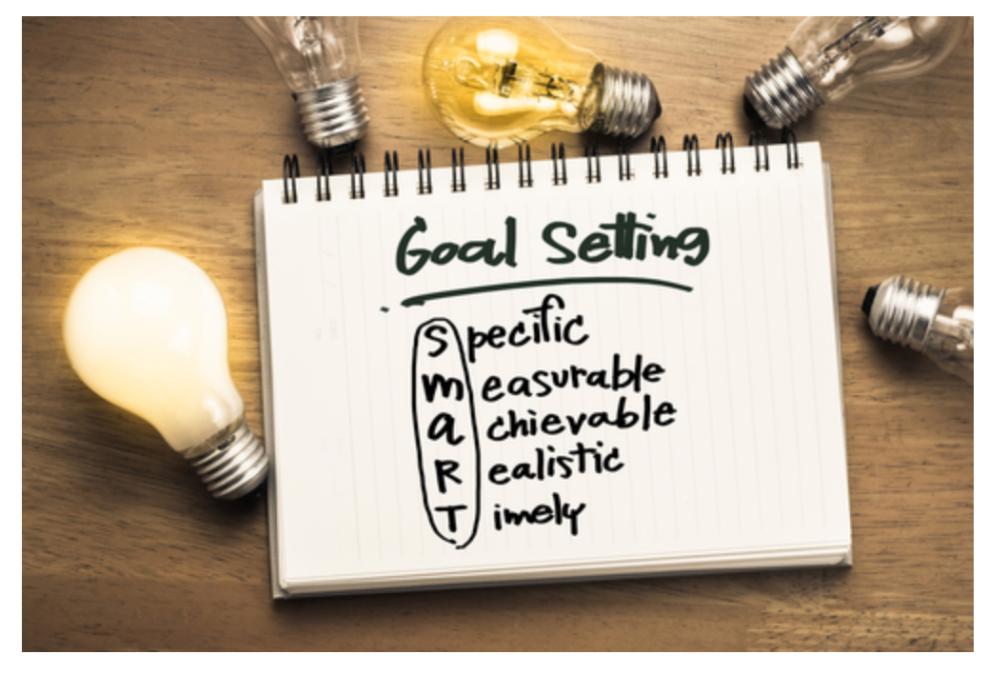 Goal Setting
Specific
measurable
achievable
Realistic
Timely